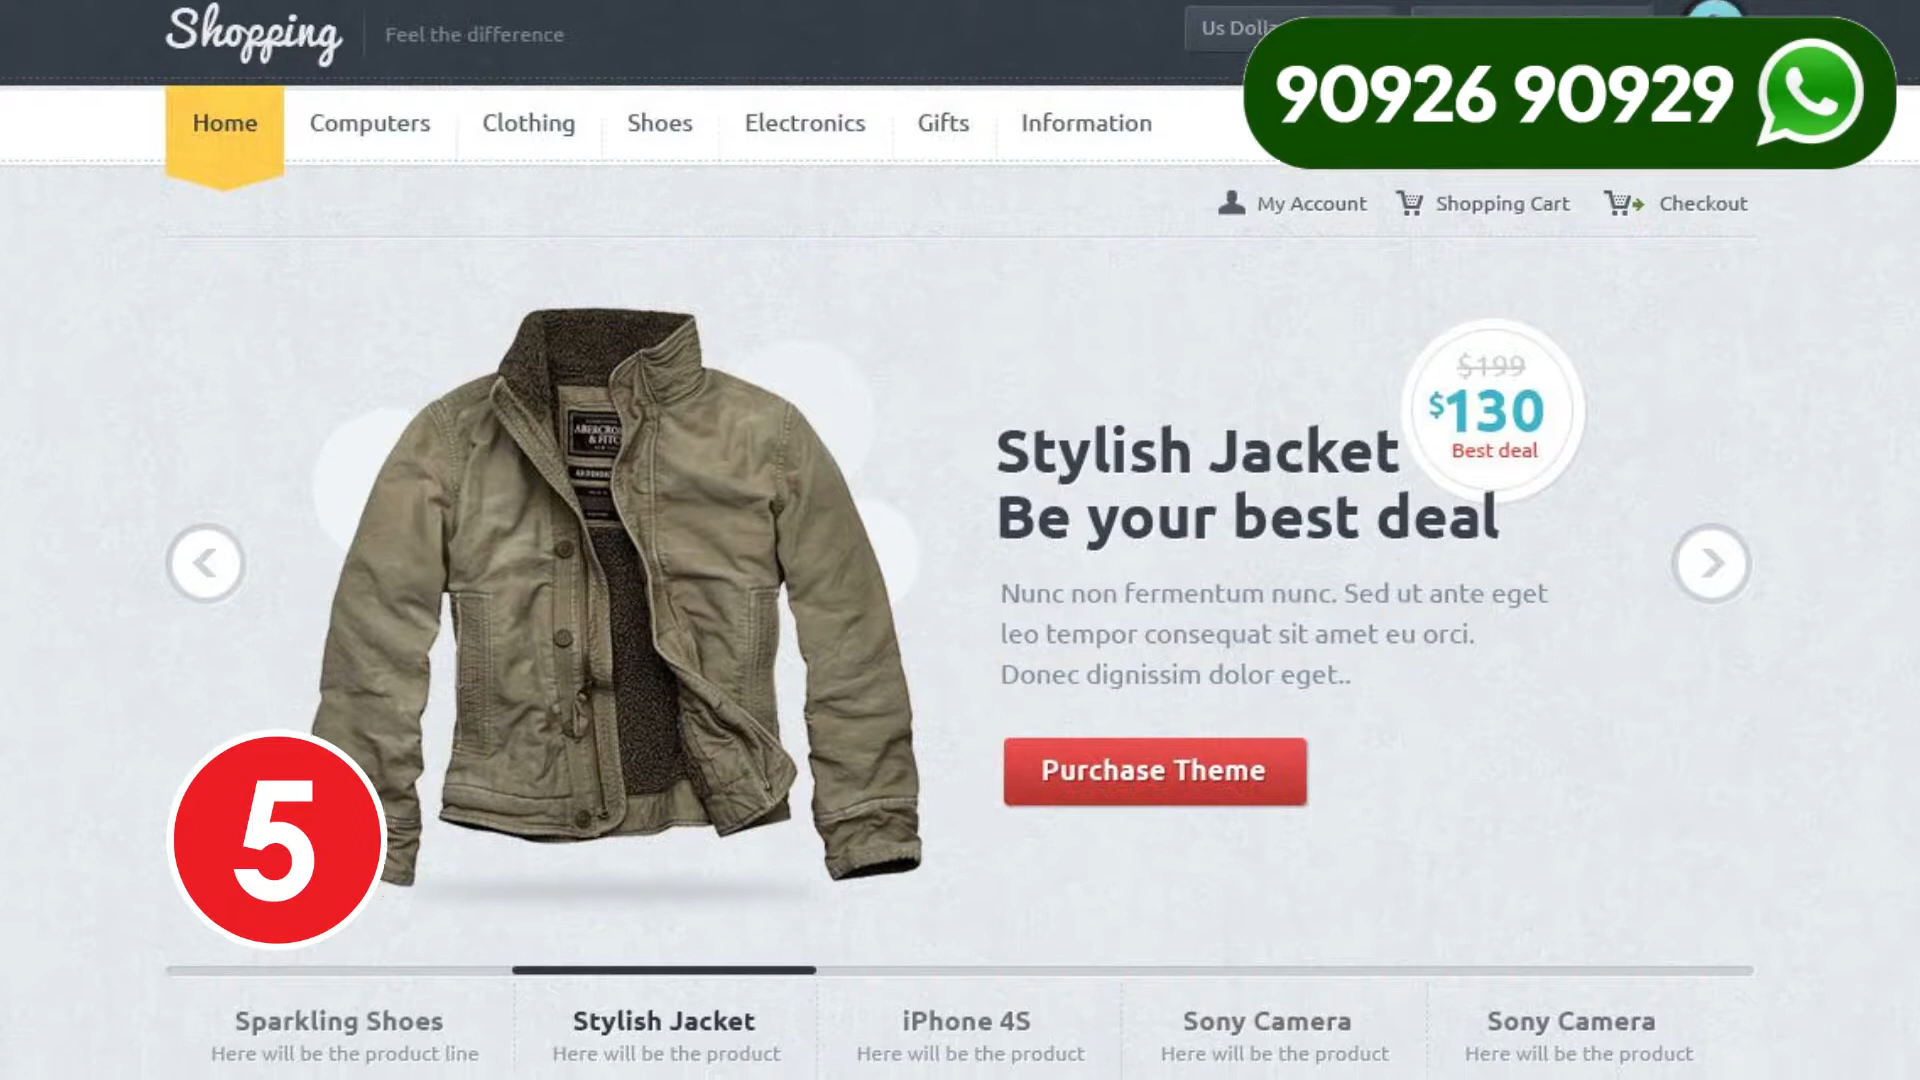 Shopping
Feel the difference
90926 90929
Home
Computers
Clothing
Shoes
Electronics
Gifts
Information
My Account
Shopping Cart
Checkout
$199
$130
Best deal
Stylish Jacket
Be your best deal
Nunc non fermentum nunc. Sed ut ante eget
leo tempor consequat sit amet eu orci.
Donec dignissim dolor eget..
Purchase Theme
5
Sparkling Shoes
Stylish Jacket
iPhone 4S
Sony Camera
Sony Camera
Here will be the product line
Here will be the product
Here will be the product
Here will be the product
Here will be the product